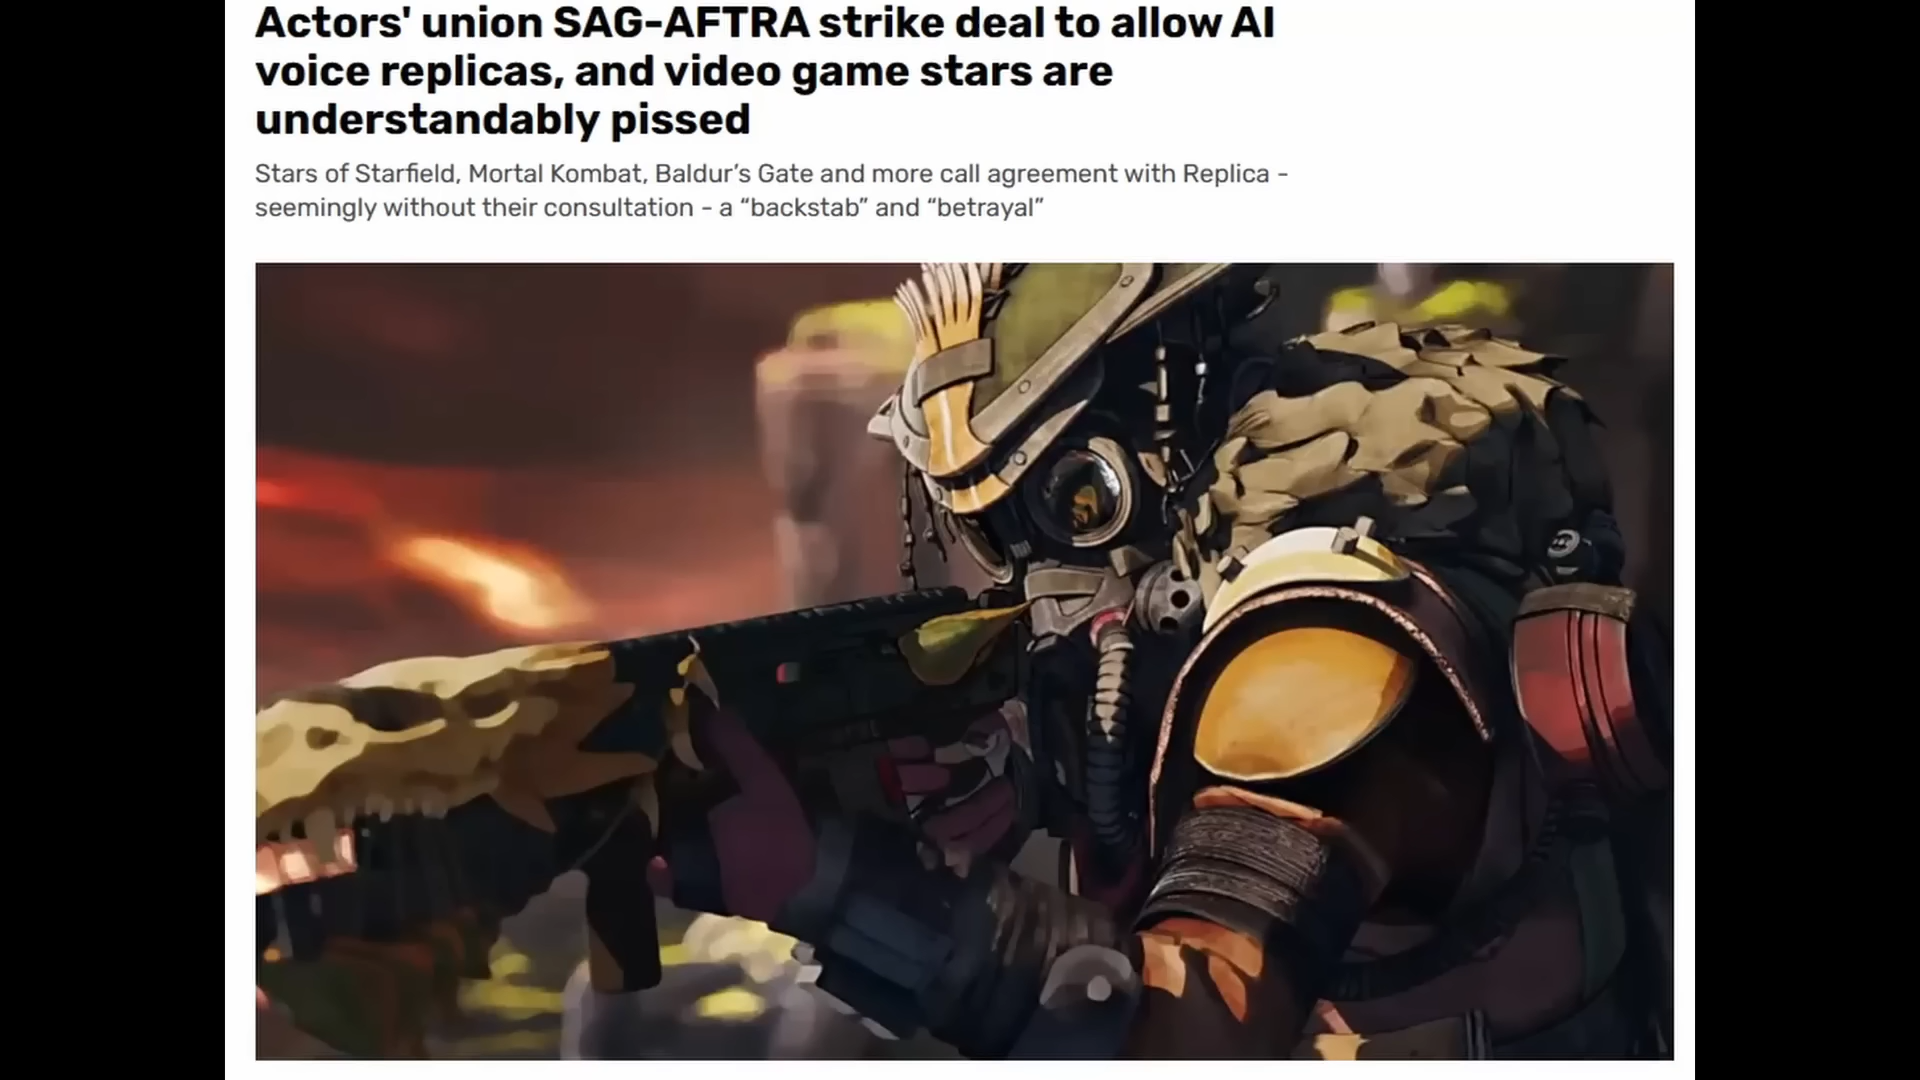 Actors' union SAG-AFTRA strike deal to allow AI
voice replicas, and video game stars are
understandably pissed
Stars of Starfield, Mortal Kombat, Baldur’s Gate and more call agreement with Replica -
seemingly without their consultation - a “backstab” and “betrayal”